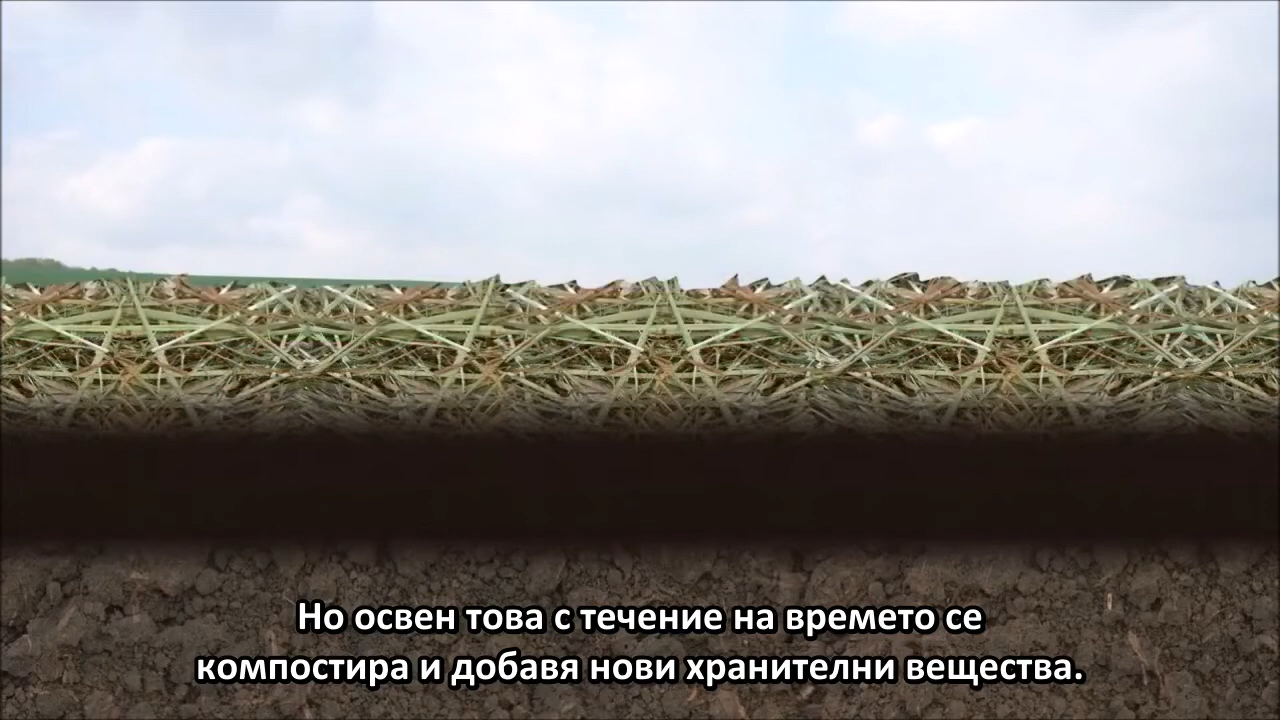 Но освен това с течение на времето се
компостира и добавя нови хранителни вещества.